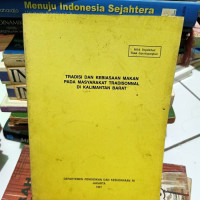 Menuju Indonesia Sejahtera
TRADISI DAN KEBIASAAN MAKAN
PADA MASYARAKAT TRADISIONAL
DI KALIMANTAN BARAT
DEPARTEMEN PENDIDIKAN DAN KEBUDAYAAN RI
JAKARTA